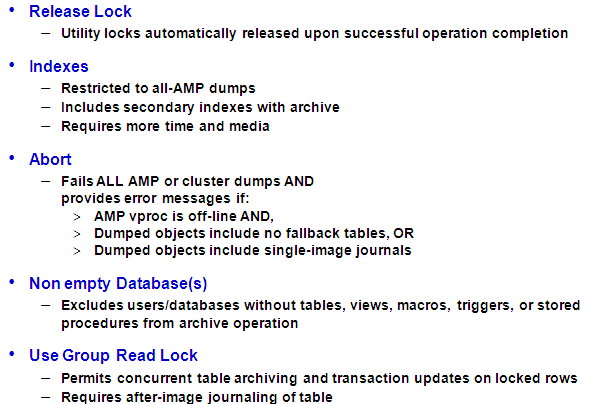 • Release Lock
– Utility locks automatically released upon successful operation completion
• Indexes
– Restricted to all-AMP dumps
– Includes secondary indexes with archive
– Requires more time and media
• Abort
– Fails ALL AMP or cluster dumps AND
provides error messages if:
> AMP vproc is off-line AND,
> Dumped objects include no fallback tables, OR
> Dumped objects include single-image journals
• Non empty Database(s)
– Excludes users/databases without tables, views, macros, triggers, or stored
procedures from archive operation
• Use Group Read Lock
– Permits concurrent table archiving and transaction updates on locked rows
– Requires after-image journaling of table